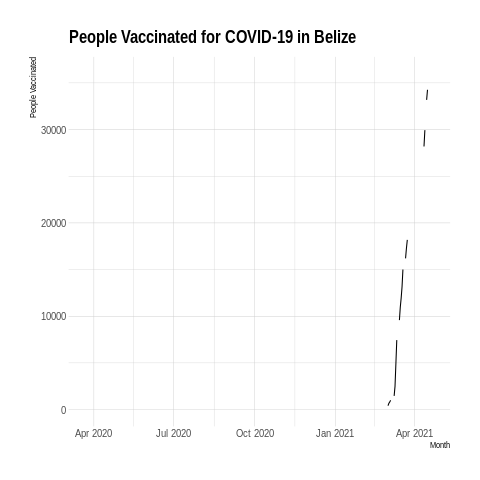 People Vaccinated for COVID-19 in Belize
People Vaccinated
30000
20000
10000
0
Apr 2020 Jul 2020 Oct 2020 Jan 2021 Apr 2021
Month